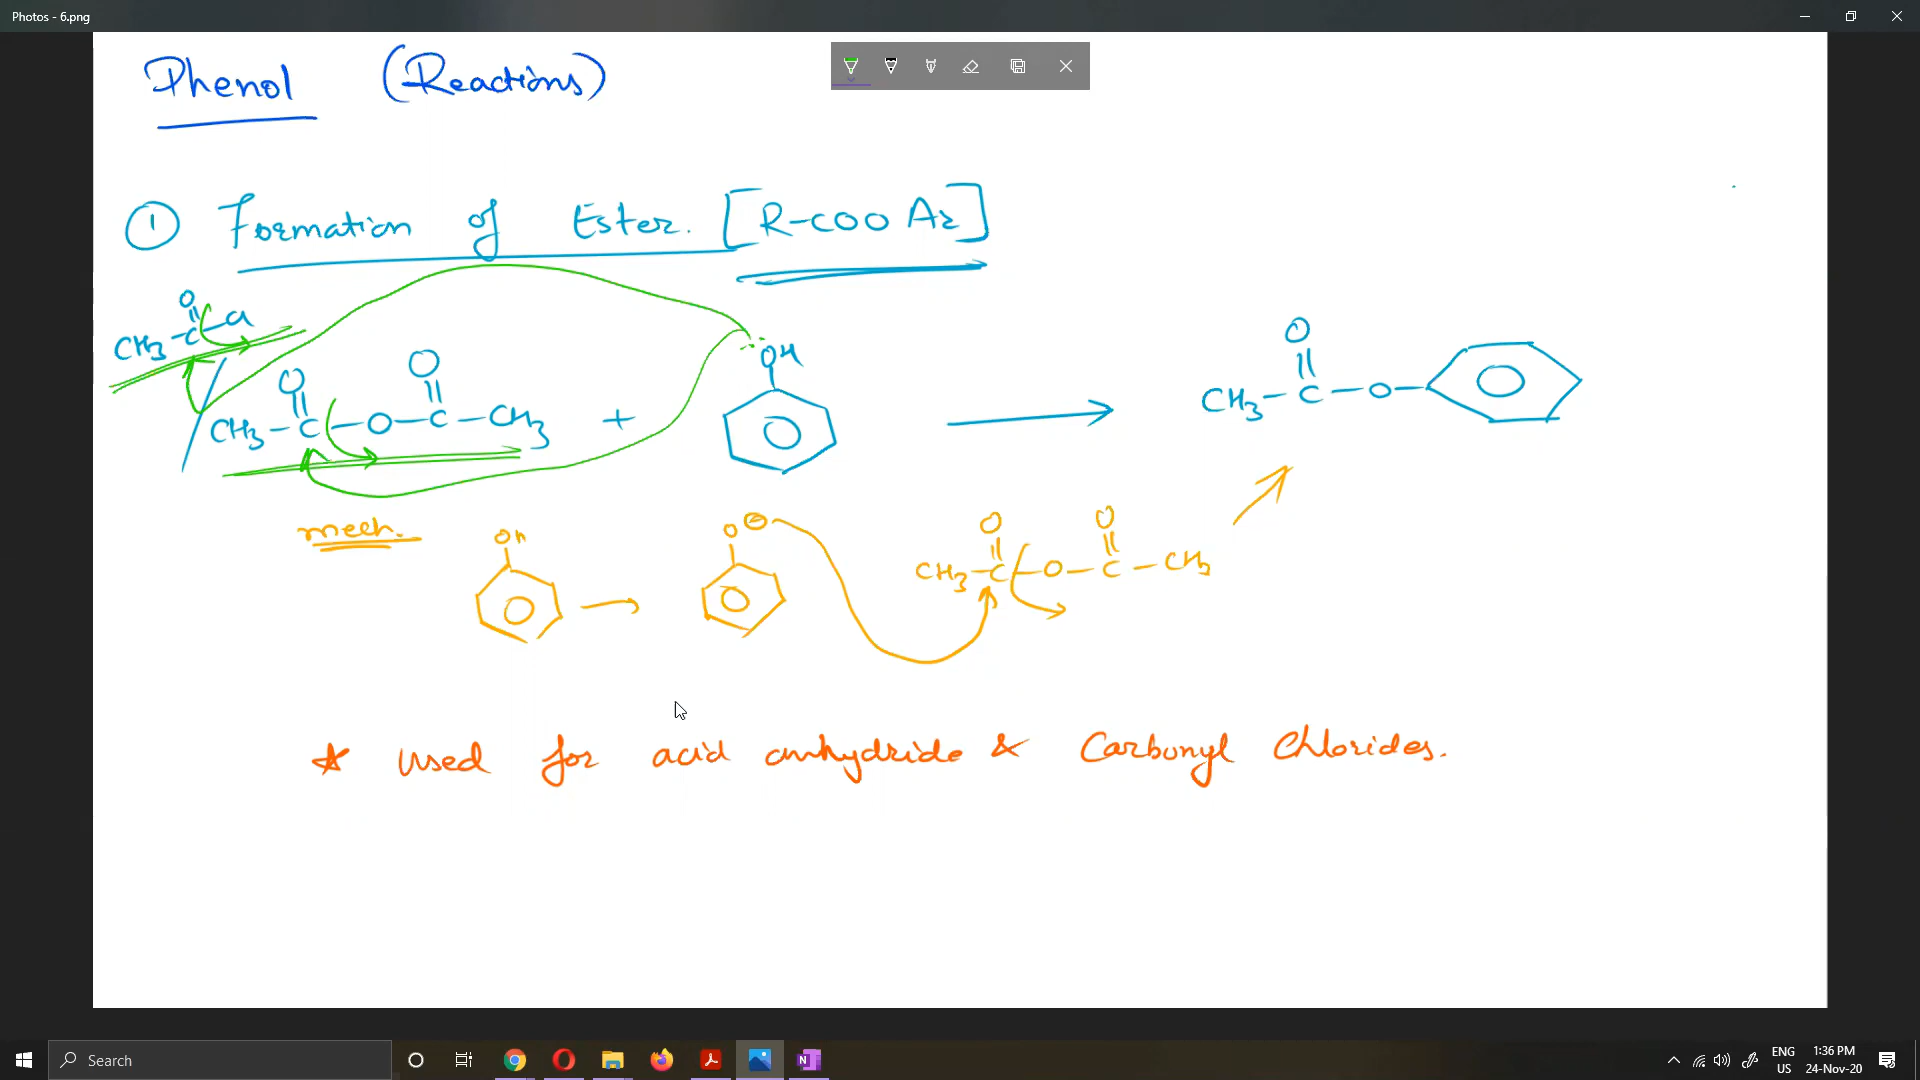 Photos - 6.png
Phenol (Reactions)
① Formation of Ester. [R-COO Ar]
O
CH3-C-Cl
O O OH O
CH3-C-O-C-CH3 + CH3-C-O-
mech.
OH O⊖ O O
CH3-C-O-C-CH3
★ used for acid anhydride & Carbonyl Chlorides.
Search
ENG
US
1:36 PM
24-Nov-20